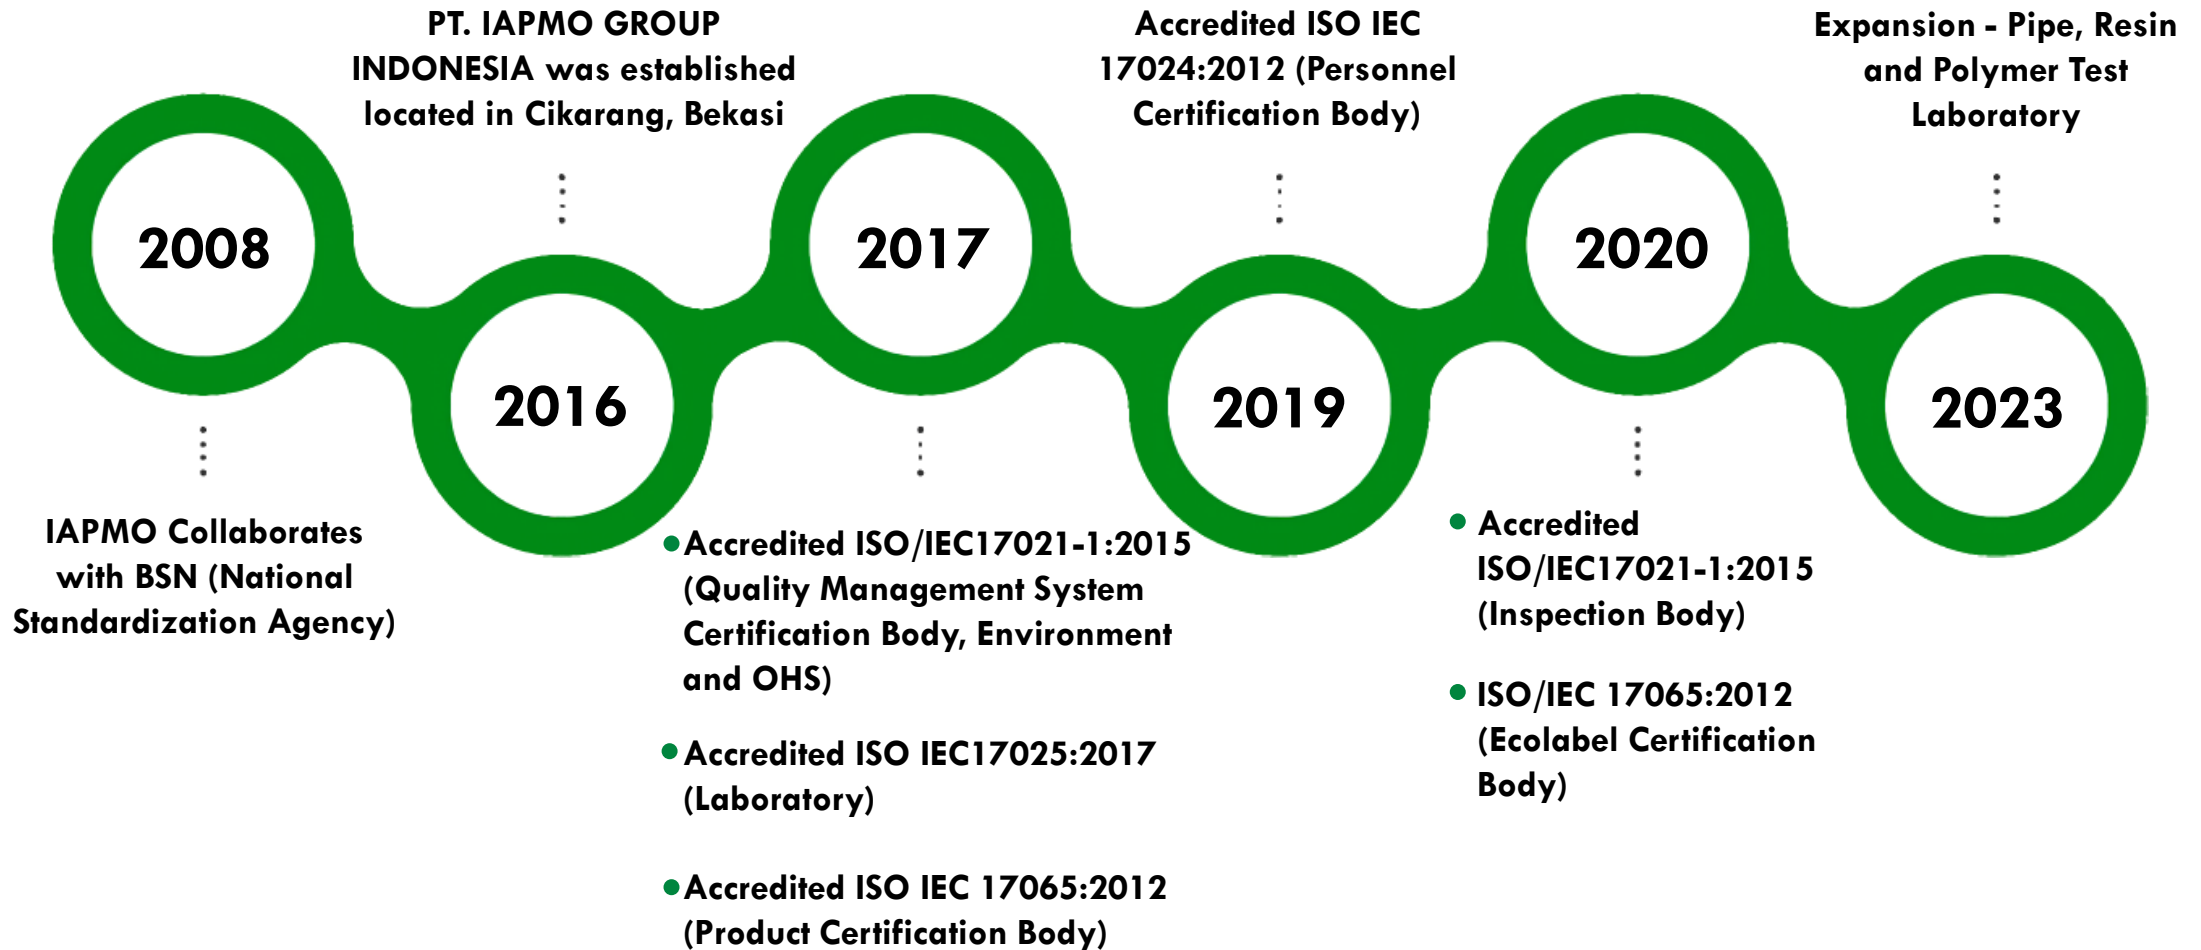 2008
IAPMO Collaborates
with BSN (National
Standardization Agency)
PT. IAPMO GROUP
INDONESIA was established
located in Cikarang, Bekasi
2016
2017
Accredited ISO/IEC17021-1:2015
(Quality Management System
Certification Body, Environment
and OHS)
Accredited ISO IEC17025:2017
(Laboratory)
Accredited ISO IEC 17065:2012
(Product Certification Body)
Accredited ISO IEC
17024:2012 (Personnel
Certification Body)
2019
2020
Accredited
ISO/IEC17021-1:2015
(Inspection Body)
ISO/IEC 17065:2012
(Ecolabel Certification
Body)
Expansion - Pipe, Resin
and Polymer Test
Laboratory
2023